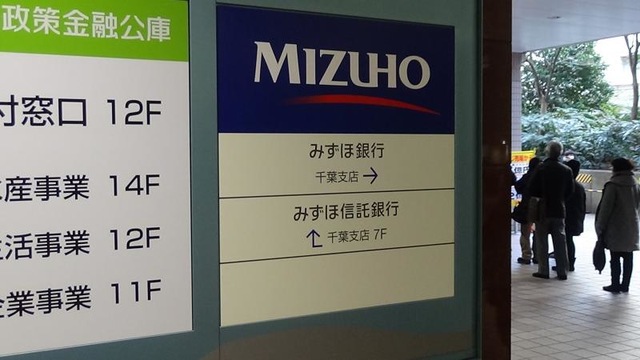 政策金融公庫
付窓口 12F
産事業 14F
活事業 12F
業事業 11F
MIZUHO
みずほ銀行
千葉支店 →
みずほ信託銀行
千葉支店 7F